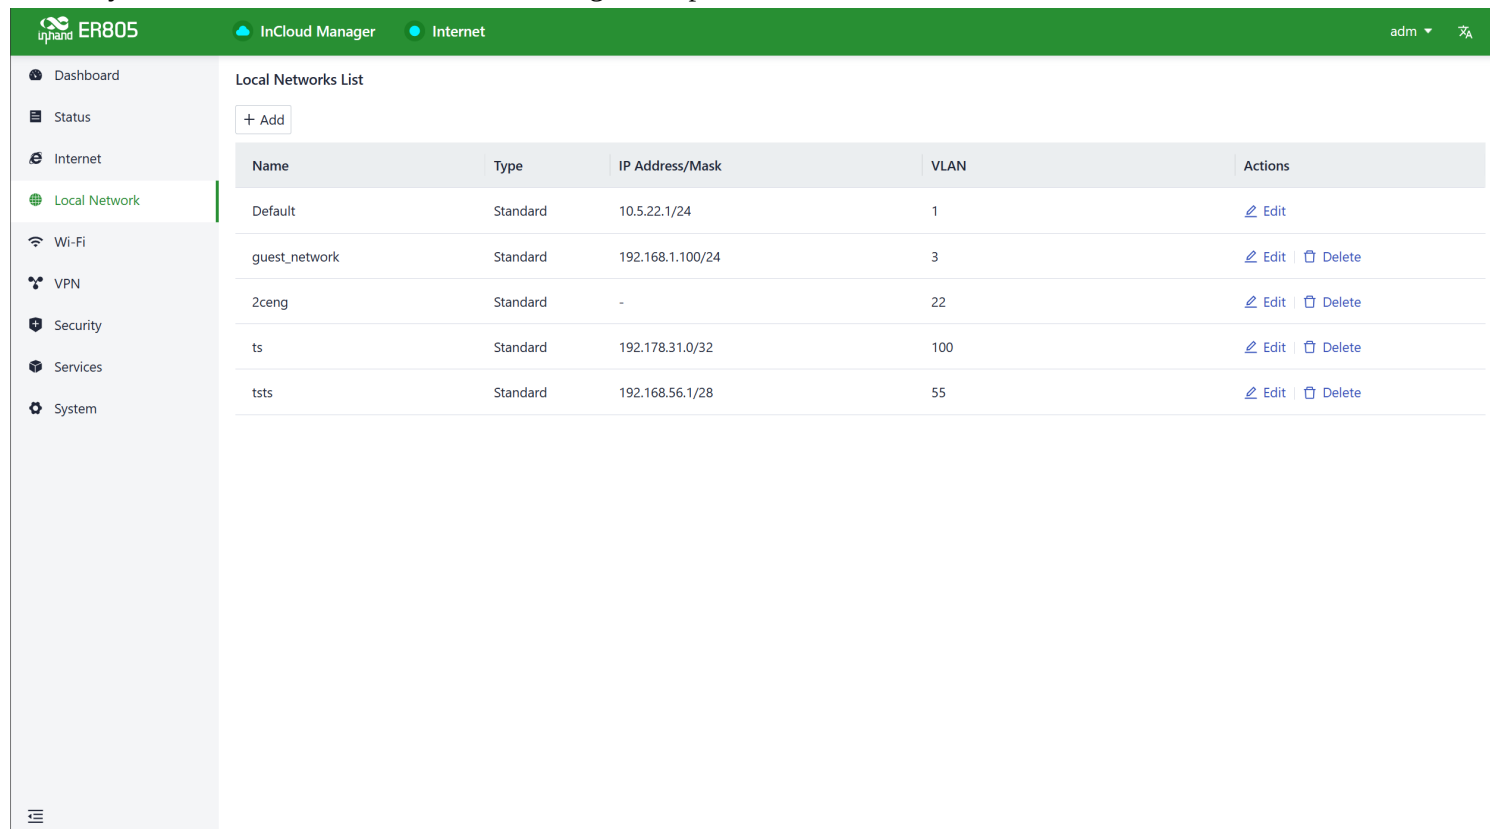 inhand ER805 InCloud Manager Internet adm
Dashboard
Status
Internet
Local Network
Wi-Fi
VPN
Security
Services
System
Local Networks List
+ Add
Name Type IP Address/Mask VLAN Actions
Default Standard 10.5.22.1/24 1 Edit
guest_network Standard 192.168.1.100/24 3 Edit Delete
2ceng Standard - 22 Edit Delete
ts Standard 192.178.31.0/32 100 Edit Delete
tsts Standard 192.168.56.1/28 55 Edit Delete